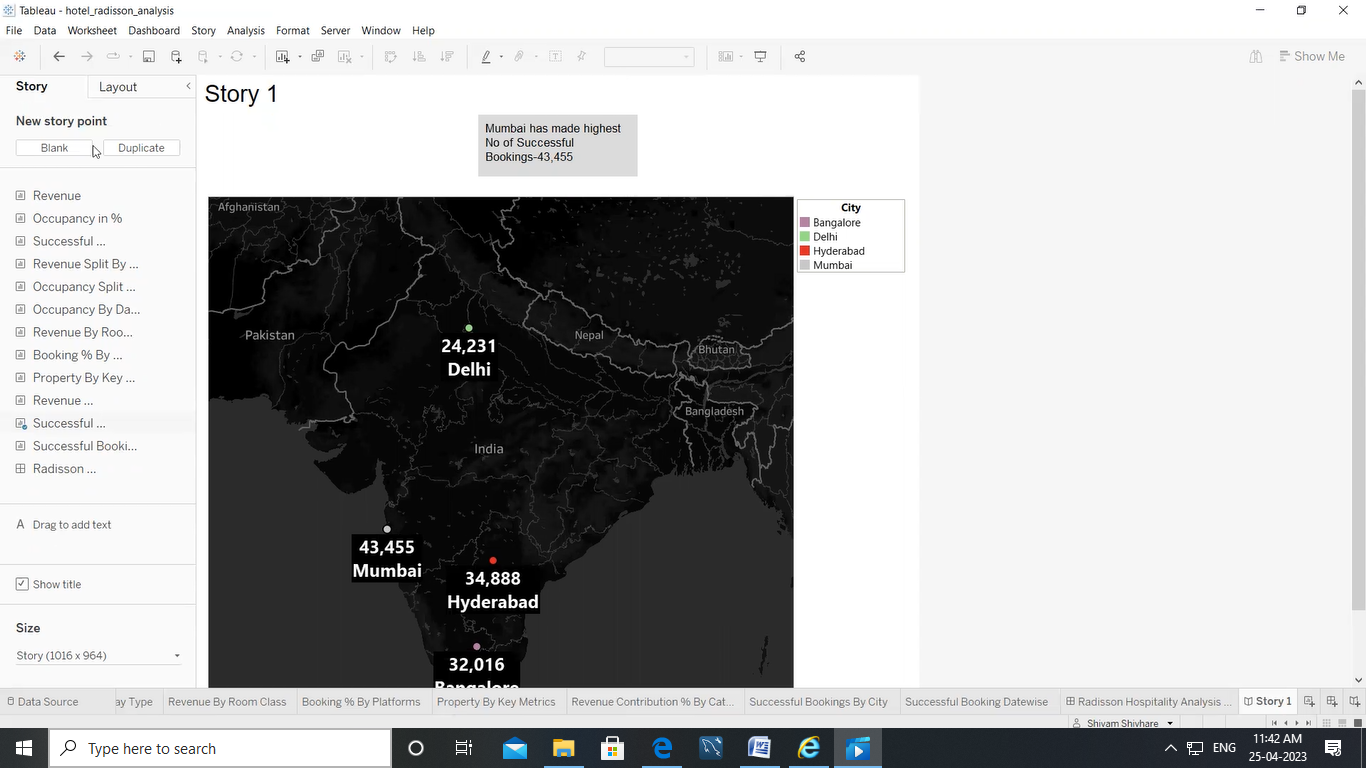 Tableau - hotel_radisson_analysis
File Data Worksheet Dashboard Story Analysis Format Server Window Help
Show Me
Story Layout
New story point
Blank Duplicate
Revenue
Occupancy in %
Successful ...
Revenue Split By ...
Occupancy Split ...
Occupancy By Da...
Revenue By Roo...
Booking % By ...
Property By Key ...
Revenue ...
Successful ...
Successful Booki...
Radisson ...
A Drag to add text
Show title
Size
Story (1016 x 964)
Story 1
Mumbai has made highest
No of Successful
Bookings-43,455
Afghanistan
Pakistan
Nepal
Bhutan
Bangladesh
India
24,231
Delhi
43,455
Mumbai
34,888
Hyderabad
32,016
Bangalore
City
Bangalore
Delhi
Hyderabad
Mumbai
Data Source ay Type Revenue By Room Class Booking % By Platforms Property By Key Metrics Revenue Contribution % By Cat... Successful Bookings By City Successful Booking Datewise Radisson Hospitality Analysis ... Story 1
Shivam Shivhare
Type here to search
ENG
11:42 AM
25-04-2023